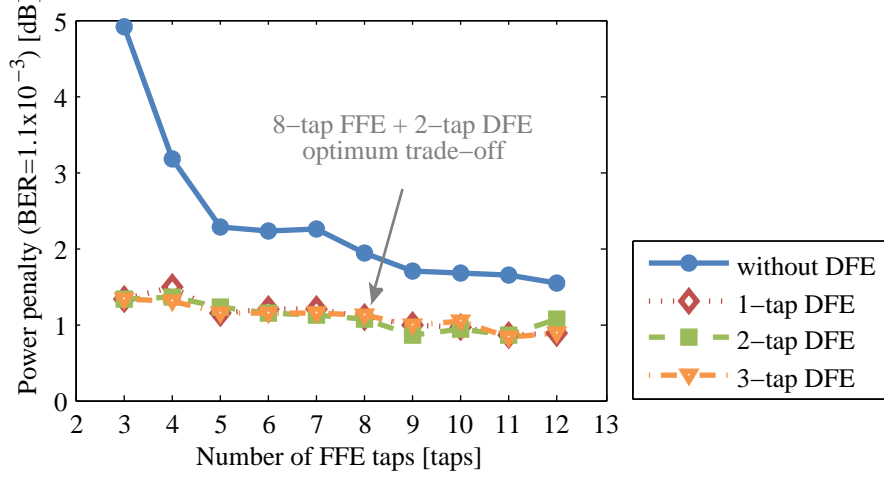 Power penalty (BER=1.1x10⁻³) [dB]
5
4
3
2
1
0
8−tap FFE + 2−tap DFE
optimum trade−off
2 3 4 5 6 7 8 9 10 11 12 13
Number of FFE taps [taps]
without DFE
1−tap DFE
2−tap DFE
3−tap DFE